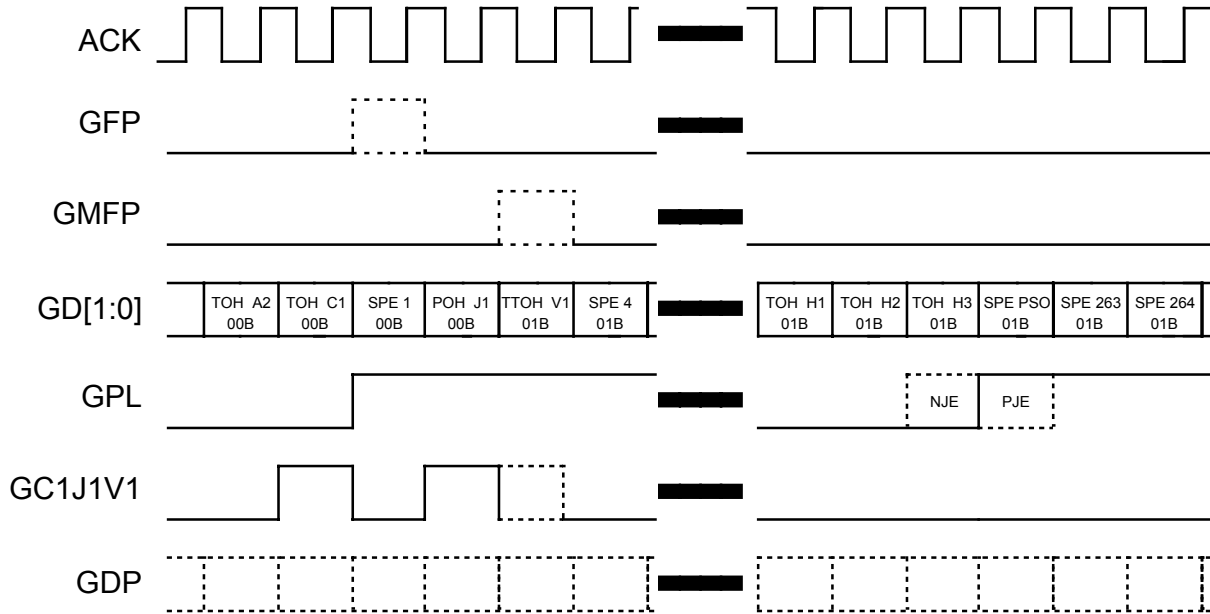 ACK
GFP
GMFP
GD[1:0]
TOH A2 TOH C1 SPE 1 POH J1 TTOH V1 SPE 4 TOH H1 TOH H2 TOH H3 SPE PSO SPE 263 SPE 264
00B 00B 00B 00B 01B 01B 01B 01B 01B 01B 01B 01B
GPL
NJE PJE
GC1J1V1
GDP